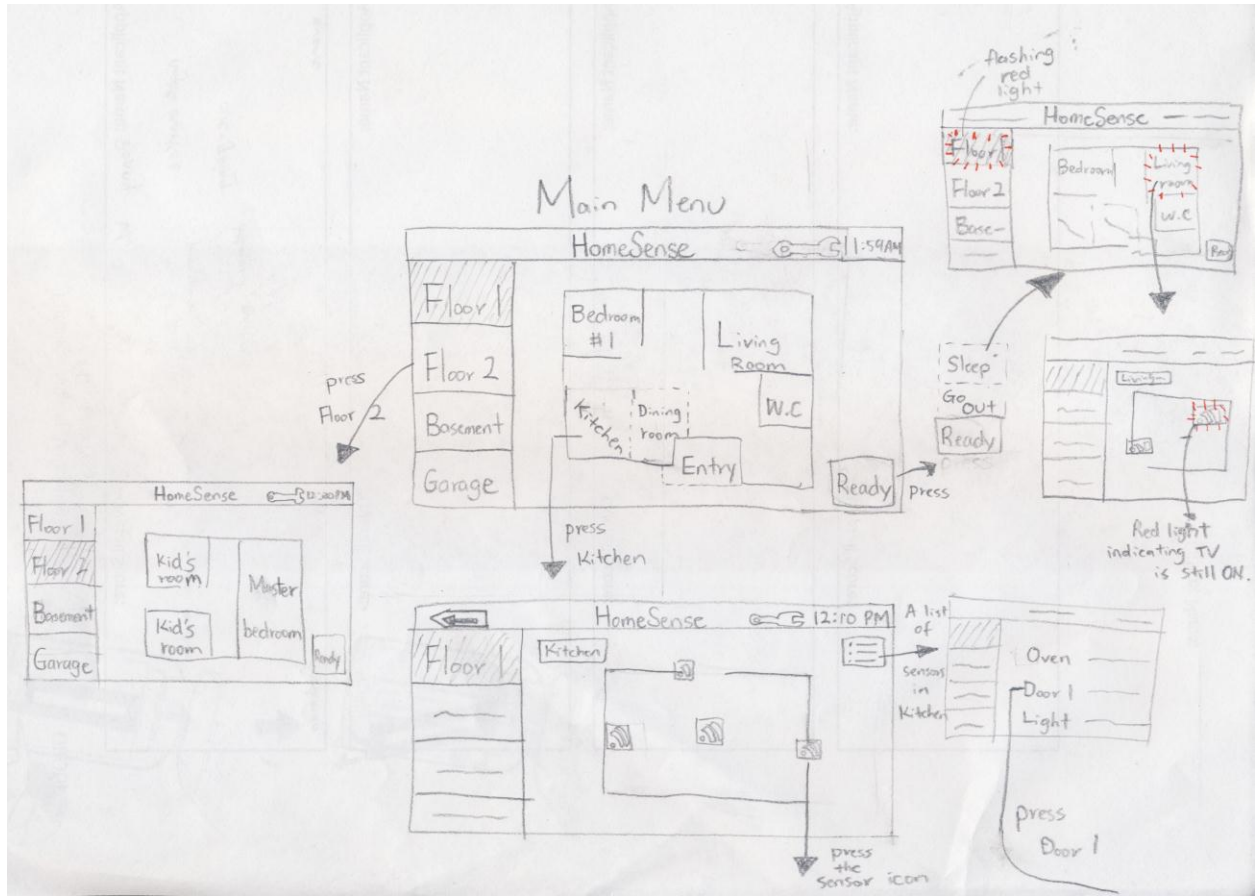 flashing
red
light
HomeSense
Floor 1
Floor 2
Base-
Bedroom
Living
room
W.C
Main Menu
HomeSense
1:59AM
Floor 1
Floor 2
Basement
Garage
Bedroom
#1
Living
Room
Kitchen
Dining
room
W.C
Entry
Ready
press
Floor 2
press
Kitchen
press
Sleep
Go
out
Ready
press
Living
Red light
indicating TV
is still ON.
HomeSense
Floor 1
Floor 2
Basement
Garage
Kid's
room
Kid's
room
Master
bedroom
Ready
HomeSense
12:10 PM
Floor 1
Kitchen
press
the
sensor icon
A list
of
sensors
in
Kitchen
Oven
Door 1
Light
press
Door 1